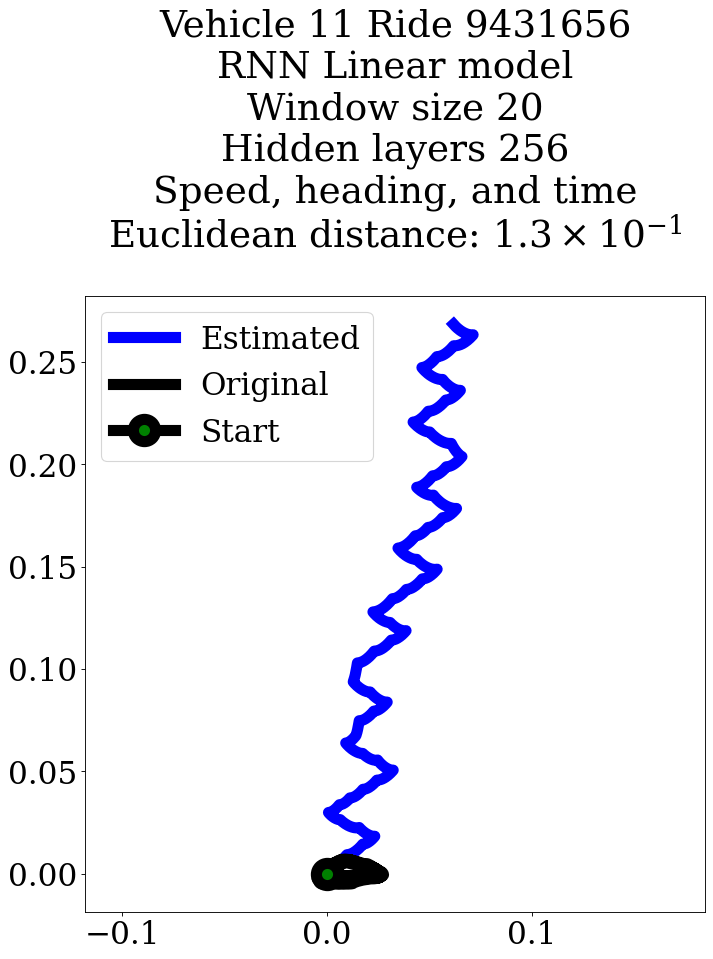 Vehicle 11 Ride 9431656
RNN Linear model
Window size 20
Hidden layers 256
Speed, heading, and time
Euclidean distance: 1.3 × 10⁻¹
Estimated
Original
Start
0.25
0.20
0.15
0.10
0.05
0.00
−0.1
0.0
0.1